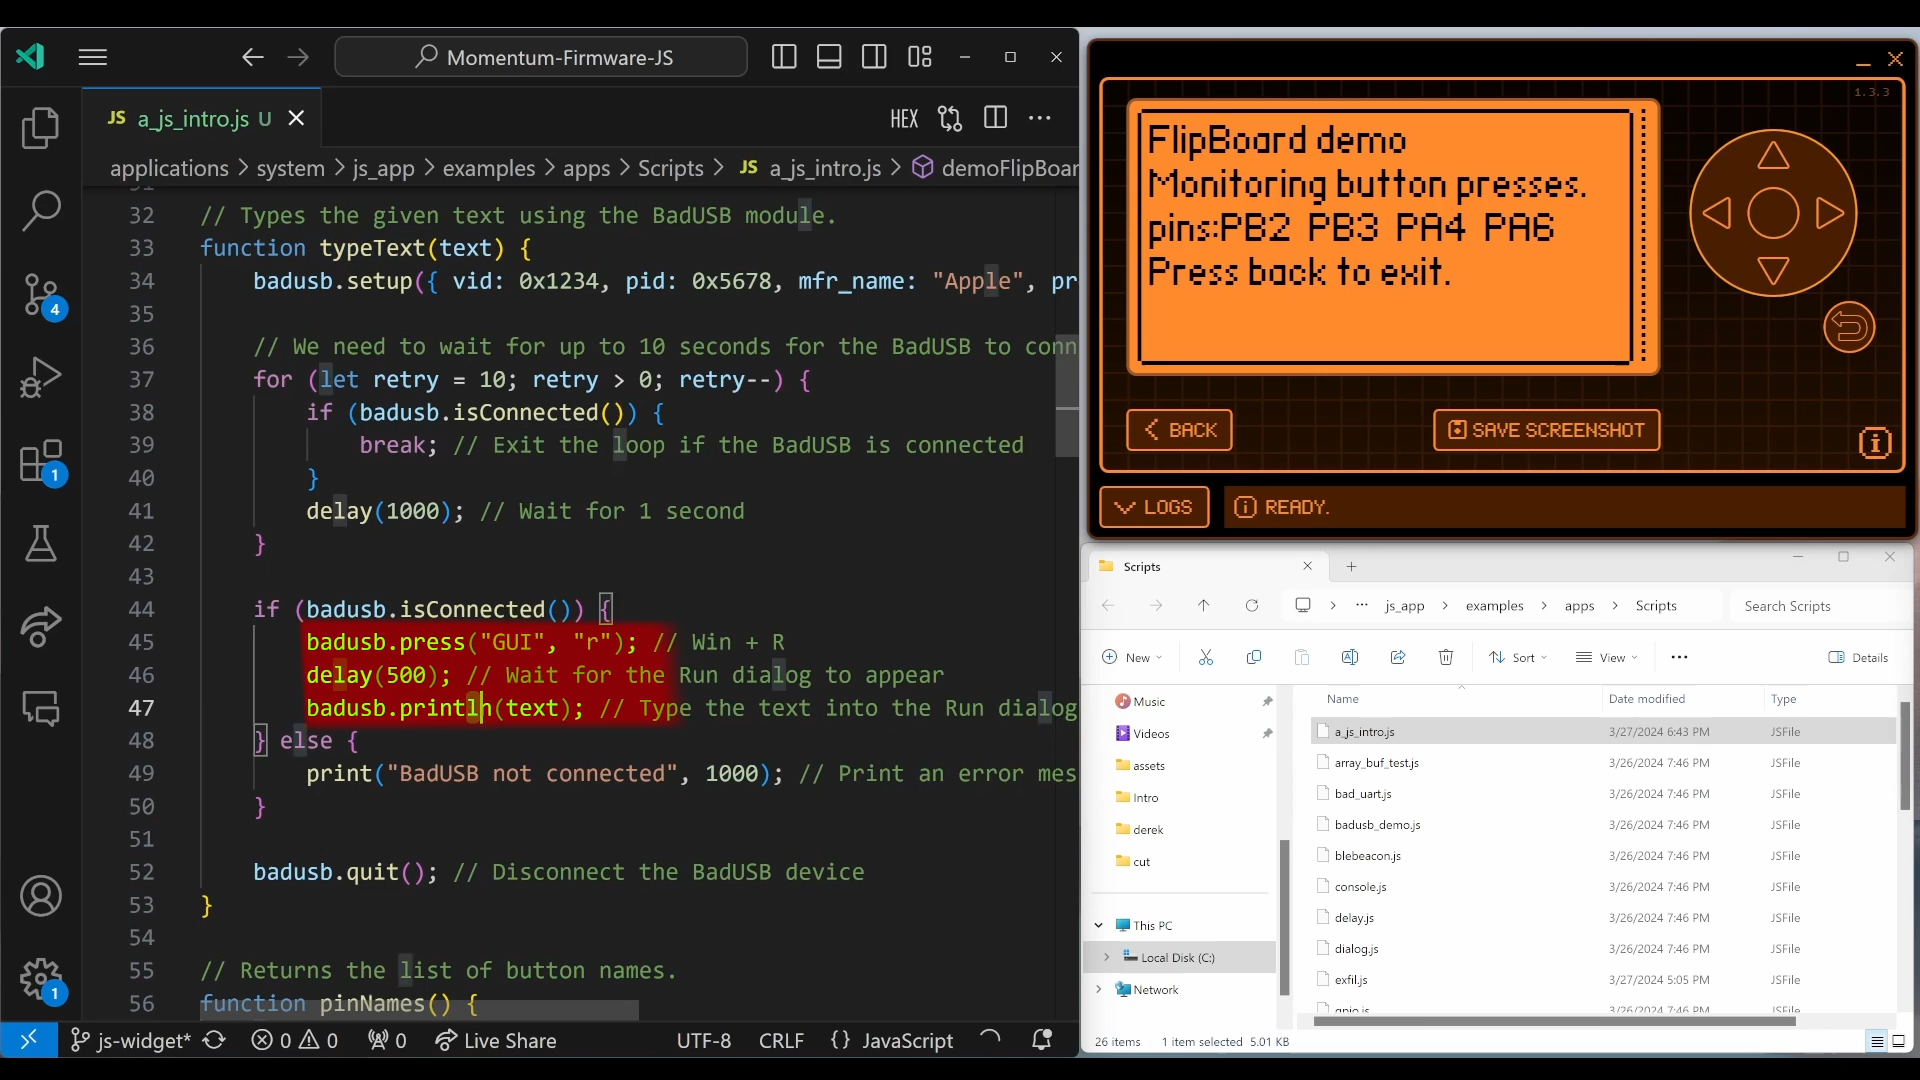 Momentum-Firmware-JS
JS a_js_intro.js U
HEX
applications > system > js_app > examples > apps > Scripts > JS a_js_intro.js > demoFlipBoar
32 // Types the given text using the BadUSB module.
33 function typeText(text) {
34 badusb.setup({ vid: 0x1234, pid: 0x5678, mfr_name: "Apple", pr
35
36 // We need to wait for up to 10 seconds for the BadUSB to conn
37 for (let retry = 10; retry > 0; retry--) {
38 if (badusb.isConnected()) {
39 break; // Exit the loop if the BadUSB is connected
40 }
41 delay(1000); // Wait for 1 second
42 }
43
44 if (badusb.isConnected()) {
45 badusb.press("GUI", "r"); // Win + R
46 delay(500); // Wait for the Run dialog to appear
47 badusb.println(text); // Type the text into the Run dialog
48 } else {
49 print("BadUSB not connected", 1000); // Print an error mes
50 }
51
52 badusb.quit(); // Disconnect the BadUSB device
53 }
54
55 // Returns the list of button names.
56 function pinNames() {
4
1
1
js-widget* 0 0 0 Live Share UTF-8 CRLF {} JavaScript
1.3.3
FlipBoard demo
Monitoring button presses.
pins:PB2 PB3 PA4 PA6
Press back to exit.
BACK
SAVE SCREENSHOT
LOGS
READY.
Scripts
js_app > examples > apps > Scripts
Search Scripts
New
Sort
View
Details
Music
Videos
assets
Intro
derek
cut
This PC
Local Disk (C:)
Network
Name Date modified Type
a_js_intro.js 3/27/2024 6:43 PM JSFile
array_buf_test.js 3/26/2024 7:46 PM JSFile
bad_uart.js 3/26/2024 7:46 PM JSFile
badusb_demo.js 3/26/2024 7:46 PM JSFile
blebeacon.js 3/26/2024 7:46 PM JSFile
console.js 3/26/2024 7:46 PM JSFile
delay.js 3/26/2024 7:46 PM JSFile
dialog.js 3/26/2024 7:46 PM JSFile
exfil.js 3/27/2024 5:05 PM JSFile
gpio.js 3/26/2024 7:46 PM JSFile
26 items 1 item selected 5.01 KB